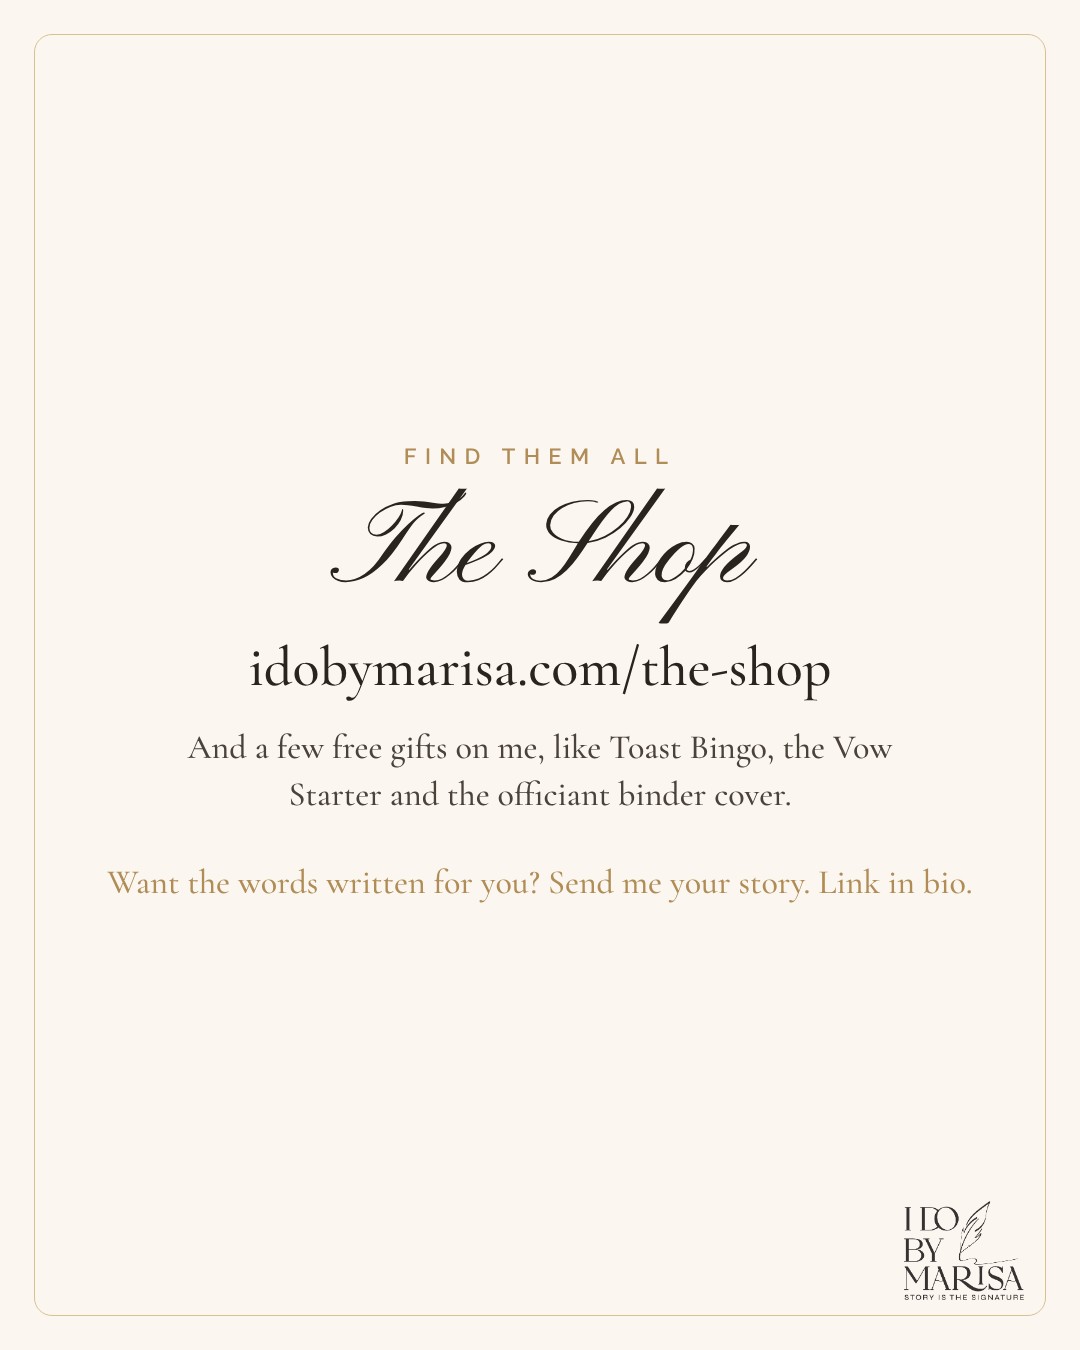 FIND THEM ALL
The Shop
idobymarisa.com/the-shop
And a few free gifts on me, like Toast Bingo, the Vow
Starter and the officiant binder cover.
Want the words written for you? Send me your story. Link in bio.
I DO
BY
MARISA
STORY IS THE SIGNATURE